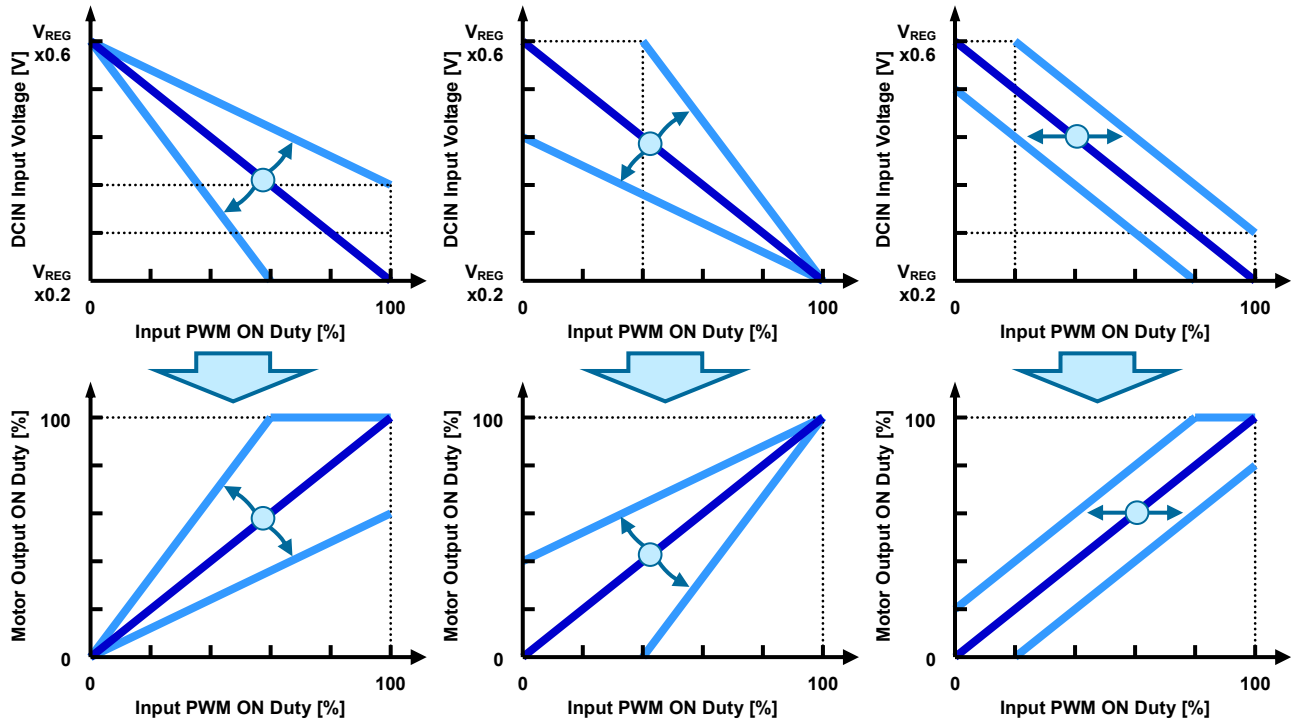 DCIN Input Voltage [V]
VREG
x0.6
VREG
x0.2
0
100
Input PWM ON Duty [%]
DCIN Input Voltage [V]
VREG
x0.6
VREG
x0.2
0
100
Input PWM ON Duty [%]
DCIN Input Voltage [V]
VREG
x0.6
VREG
x0.2
0
100
Input PWM ON Duty [%]
Motor Output ON Duty [%]
100
0
0
100
Input PWM ON Duty [%]
Motor Output ON Duty [%]
100
0
0
100
Input PWM ON Duty [%]
Motor Output ON Duty [%]
100
0
0
100
Input PWM ON Duty [%]